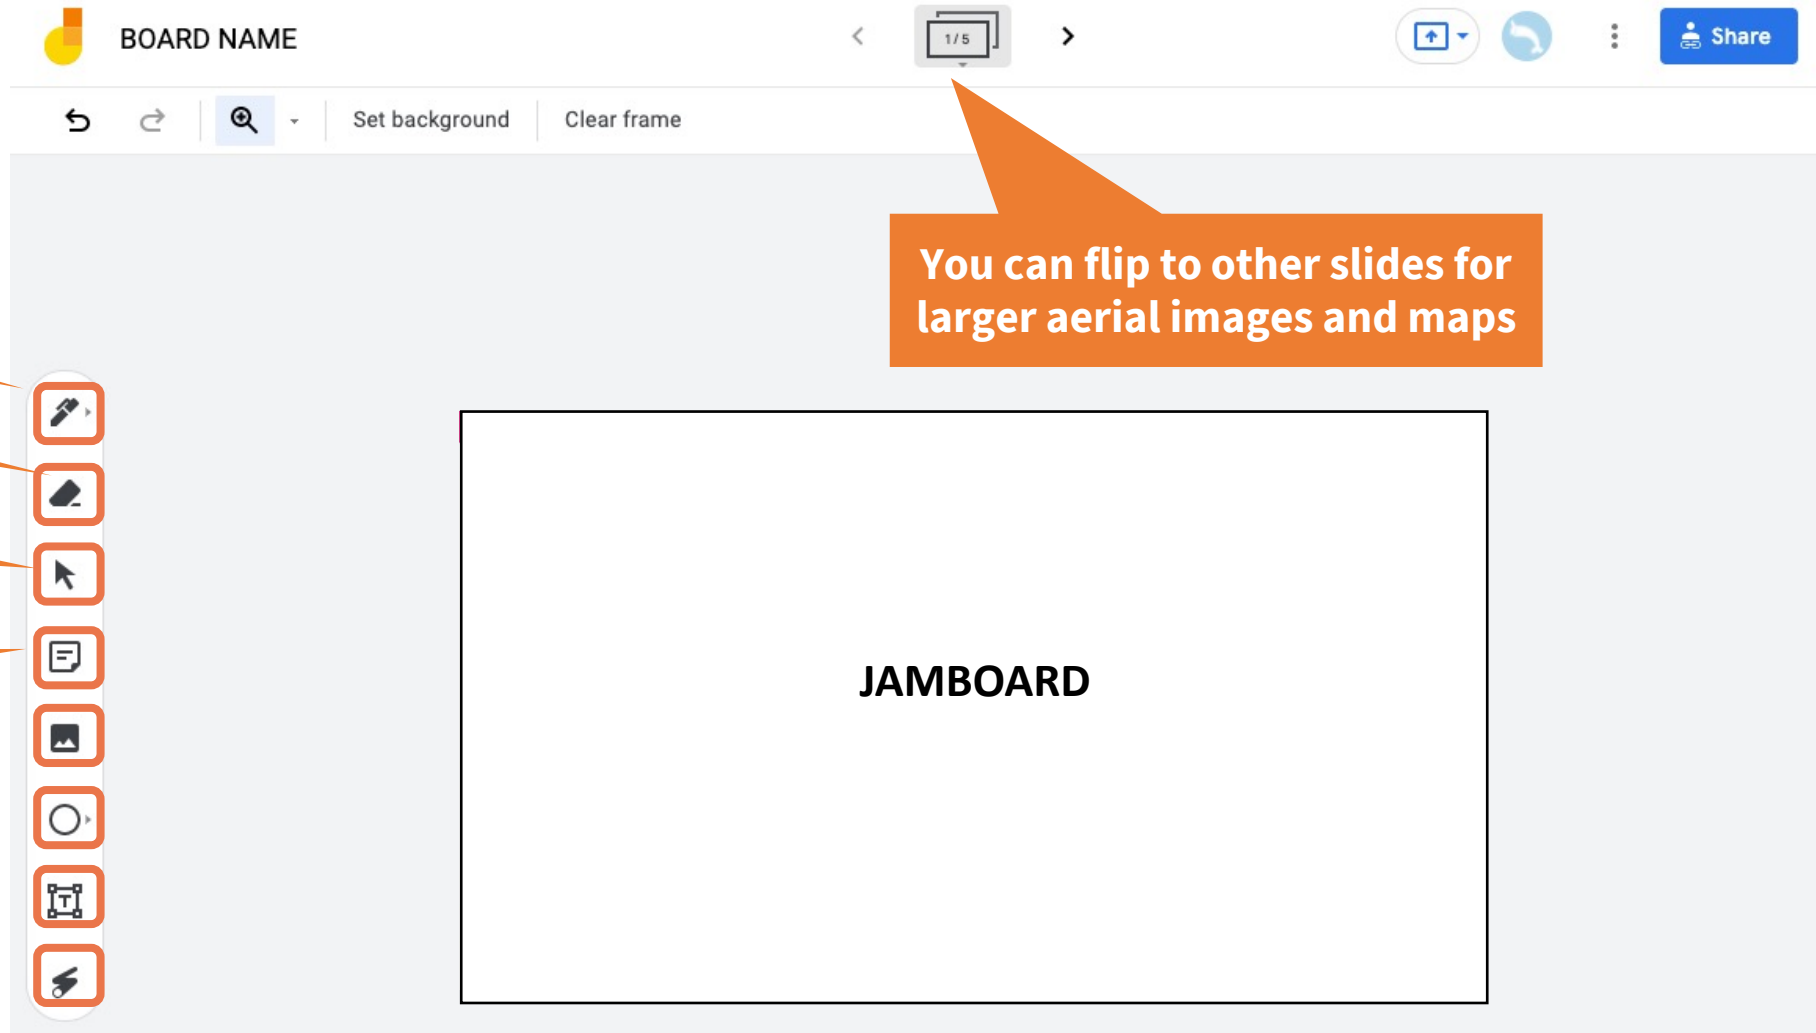 BOARD NAME
1/5
Share
Set background
Clear frame
You can flip to other slides for
larger aerial images and maps
T
JAMBOARD